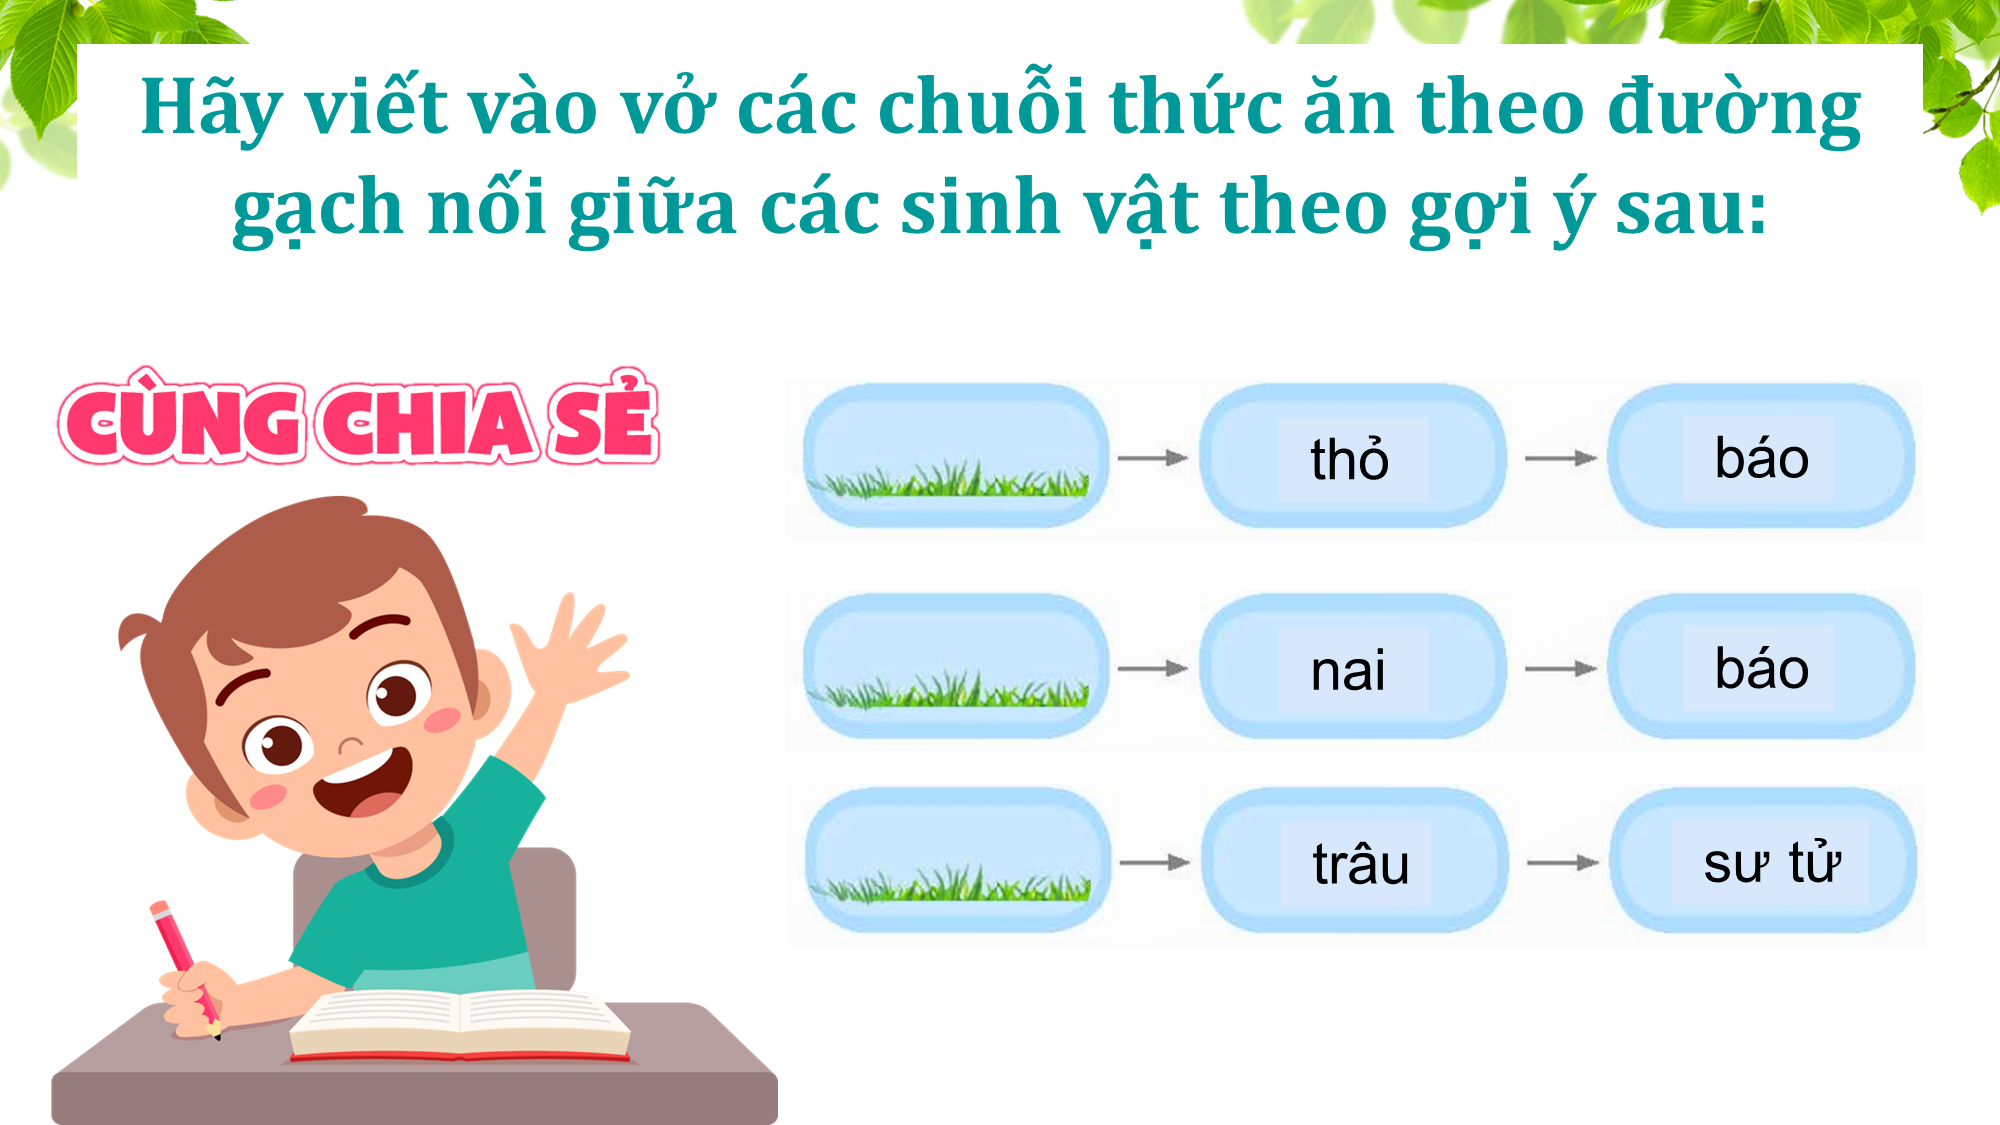 Hãy viết vào vở các chuỗi thức ăn theo đường
gạch nối giữa các sinh vật theo gợi ý sau:
CÙNG CHIA SẺ
thỏ báo
nai báo
trâu sư tử